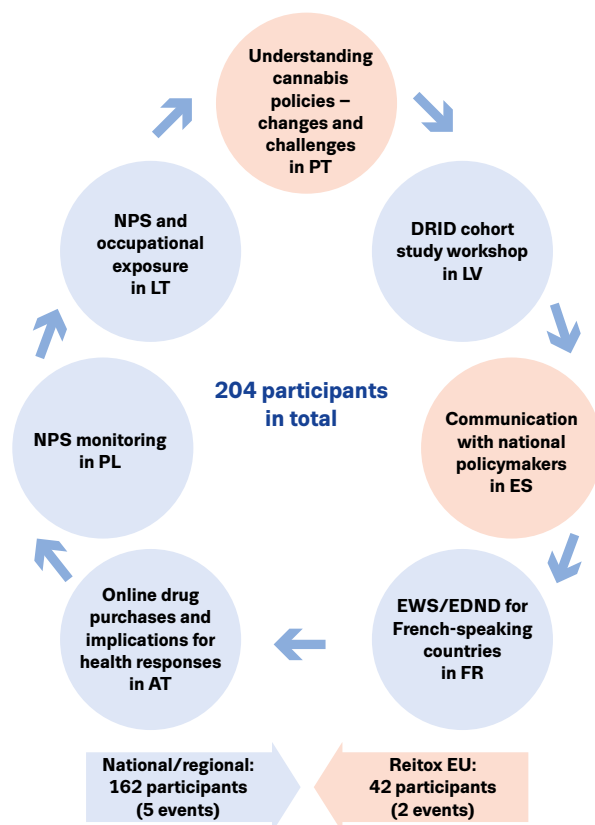 Understanding
cannabis
policies –
changes and
challenges
in PT
DRID cohort
study workshop
in LV
Communication
with national
policymakers
in ES
EWS/EDND for
French-speaking
countries
in FR
Online drug
purchases and
implications for
health responses
in AT
NPS monitoring
in PL
NPS and
occupational
exposure
in LT
204 participants
in total
National/regional:
162 participants
(5 events)
Reitox EU:
42 participants
(2 events)